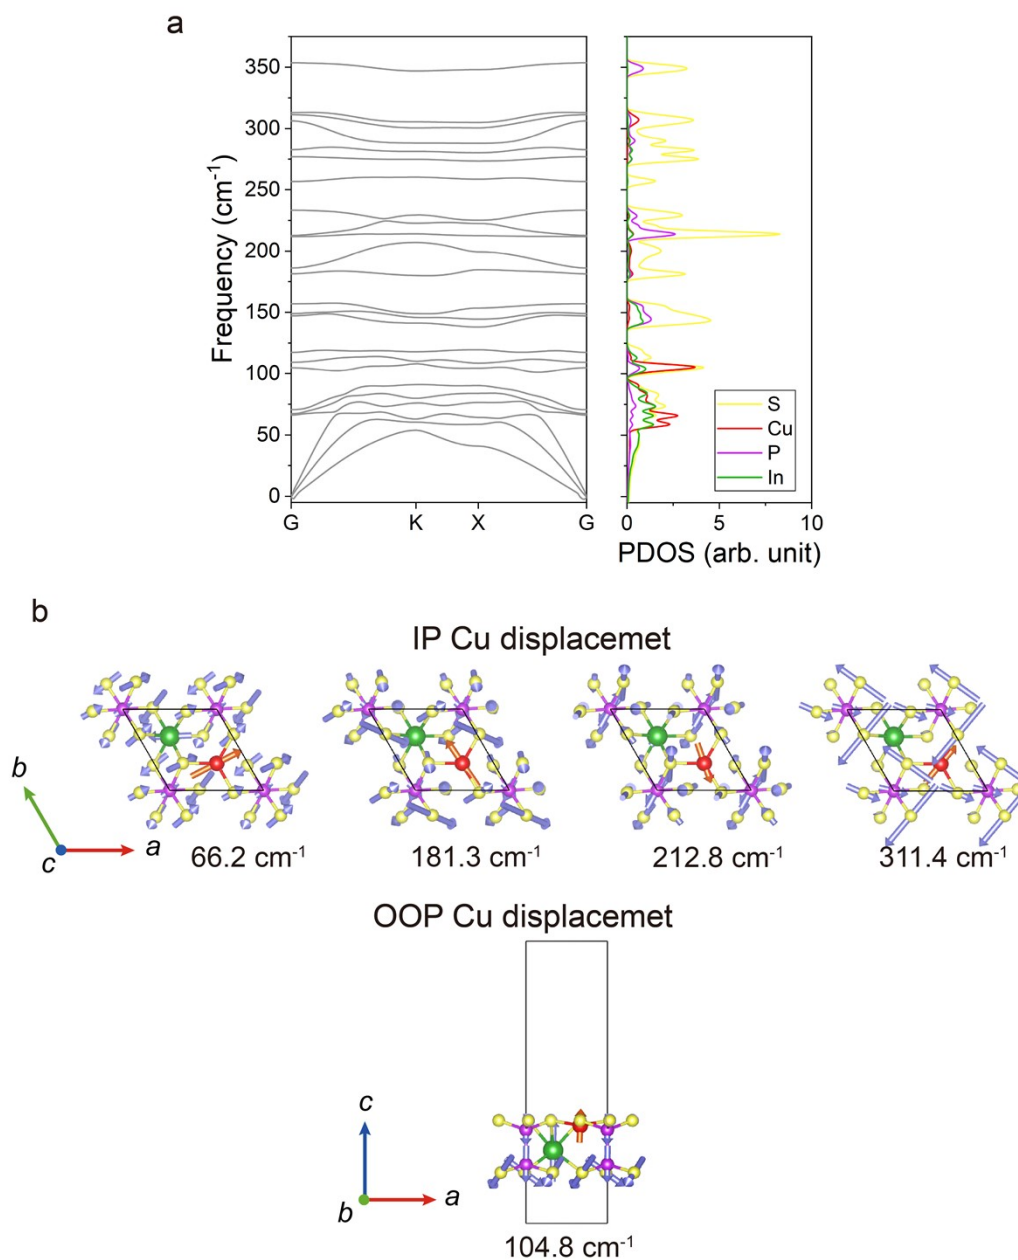 a
Frequency (cm-1)
350
300
250
200
150
100
50
0
G K X G
S
Cu
P
In
0 5 10
PDOS (arb. unit)
b
IP Cu displacemet
b
c
a
66.2 cm-1 181.3 cm-1 212.8 cm-1 311.4 cm-1
OOP Cu displacemet
c
b
a
104.8 cm-1